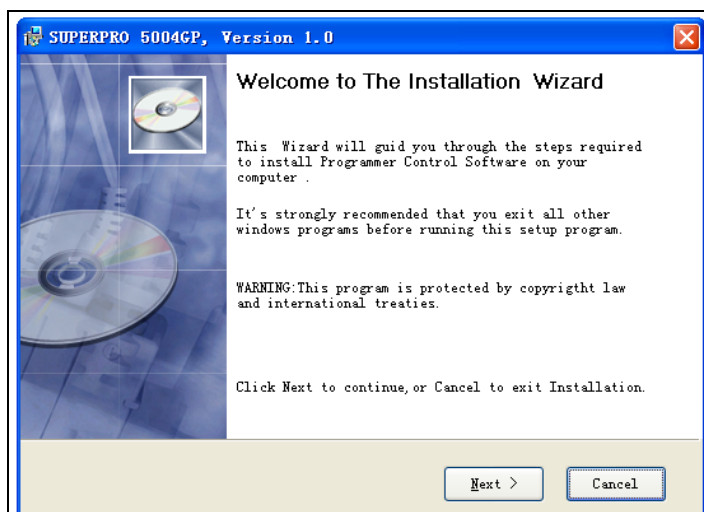 SUPERPRO 5004GP, Version 1.0
Welcome to The Installation Wizard
This Wizard will guid you through the steps required
to install Programmer Control Software on your
computer .
It's strongly recommended that you exit all other
windows programs before running this setup program.
WARNING:This program is protected by copyrigtht law
and international treaties.
Click Next to continue,or Cancel to exit Installation.
Next >
Cancel